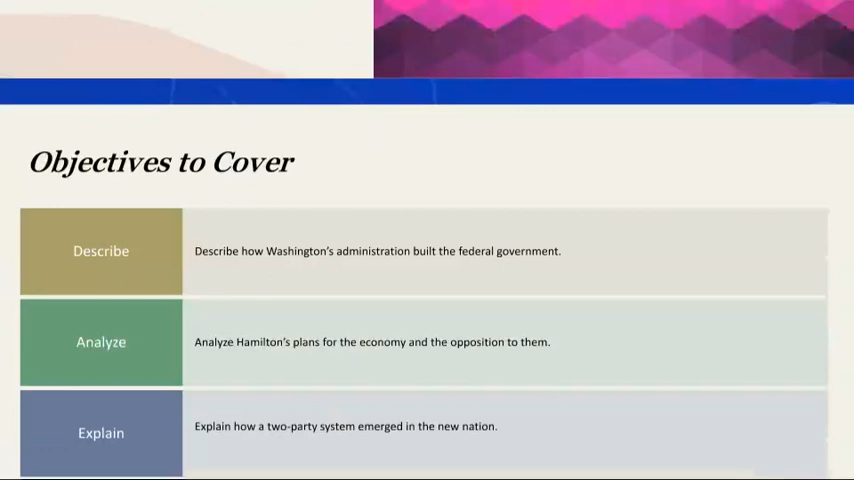 Objectives to Cover
Describe
Describe how Washington’s administration built the federal government.
Analyze
Analyze Hamilton’s plans for the economy and the opposition to them.
Explain
Explain how a two-party system emerged in the new nation.